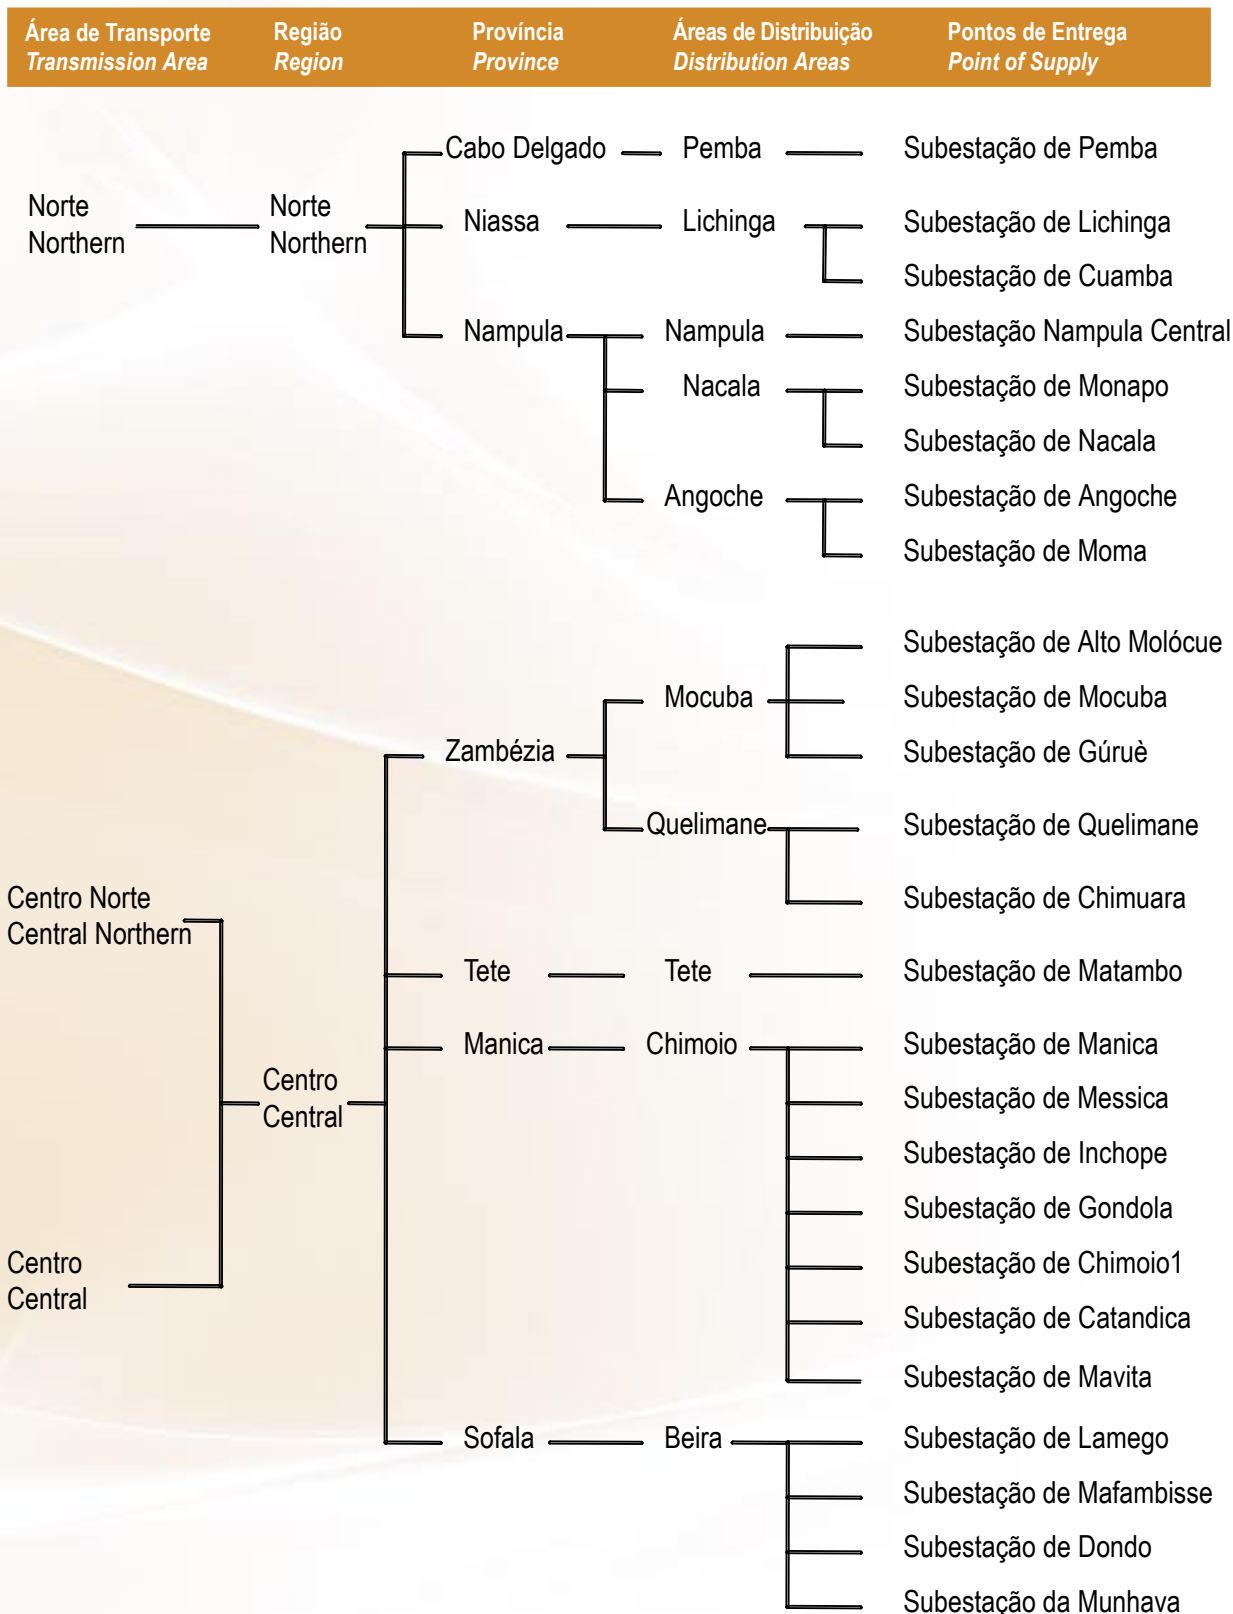 Área de Transporte Região Província Áreas de Distribuição Pontos de Entrega
Transmission Area Region Province Distribution Areas Point of Supply
Cabo Delgado Pemba Subestação de Pemba
Norte Norte Niassa Lichinga Subestação de Lichinga
Northern Northern
Subestação de Cuamba
Nampula Nampula Subestação Nampula Central
Nacala Subestação de Monapo
Subestação de Nacala
Angoche Subestação de Angoche
Subestação de Moma
Subestação de Alto Molócue
Mocuba Subestação de Mocuba
Zambézia Subestação de Gúruè
Quelimane Subestação de Quelimane
Centro Norte Subestação de Chimuara
Central Northern
Tete Tete Subestação de Matambo
Manica Chimoio Subestação de Manica
Centro Subestação de Messica
Central
Subestação de Inchope
Subestação de Gondola
Centro Subestação de Chimoio1
Central
Subestação de Catandica
Subestação de Mavita
Sofala Beira Subestação de Lamego
Subestação de Mafambisse
Subestação de Dondo
Subestação da Munhava